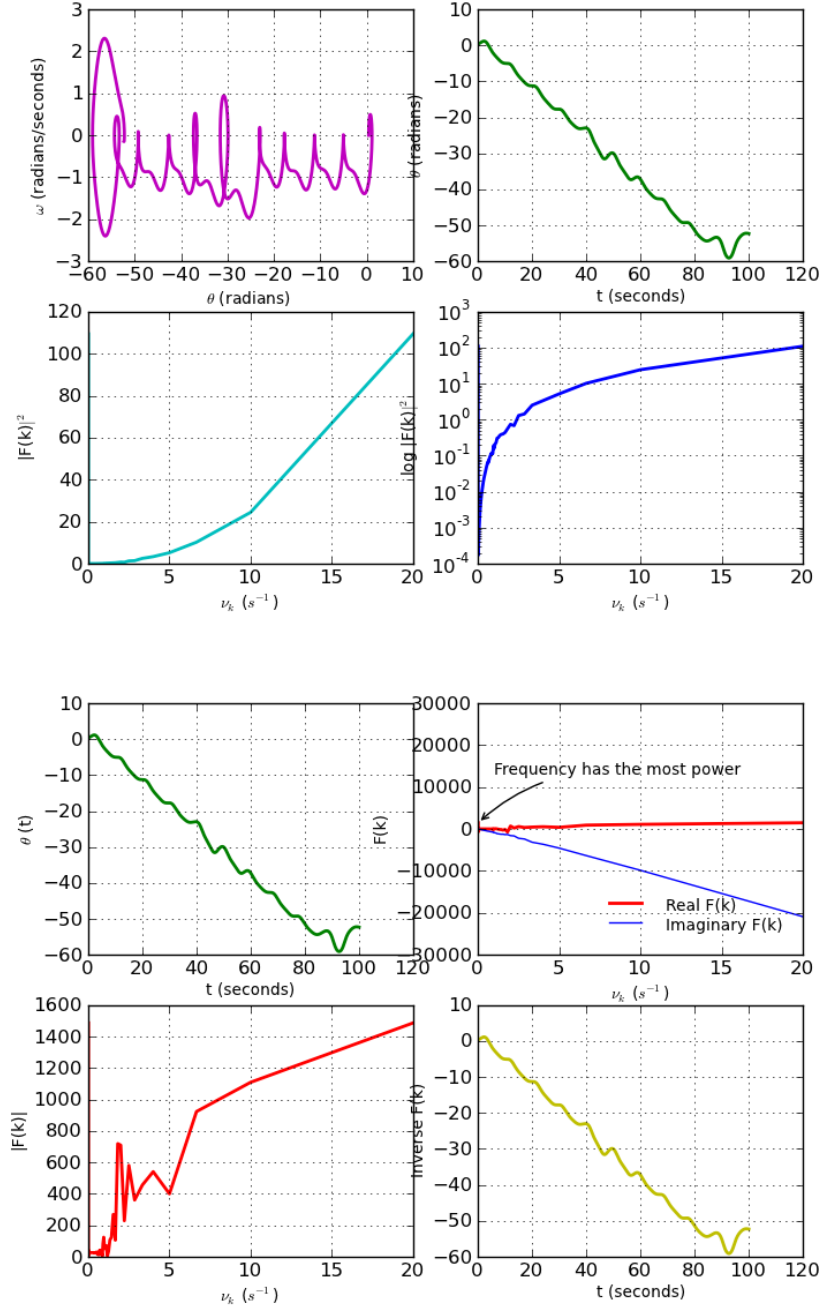 3
2
1
0
−1
−2
−3
ω (radians/seconds)
−60 −50 −40 −30 −20 −10 0 10
θ (radians)
10
0
−10
−20
−30
−40
−50
−60
θ (radians)
0 20 40 60 80 100 120
t (seconds)
120
100
80
60
40
20
0
|F(k)|²
0 5 10 15 20
ν_k (s⁻¹)
10³
10²
10¹
10⁰
10⁻¹
10⁻²
10⁻³
10⁻⁴
log |F(k)|²
0 5 10 15 20
ν_k (s⁻¹)
10
0
−10
−20
−30
−40
−50
−60
θ (t)
0 20 40 60 80 100 120
t (seconds)
30000
20000
10000
0
−10000
−20000
−30000
F(k)
Frequency has the most power
Real F(k)
Imaginary F(k)
0 5 10 15 20
ν_k (s⁻¹)
1600
1400
1200
1000
800
600
400
200
0
|F(k)|
0 5 10 15 20
ν_k (s⁻¹)
10
0
−10
−20
−30
−40
−50
−60
Inverse F(k)
0 20 40 60 80 100 120
t (seconds)